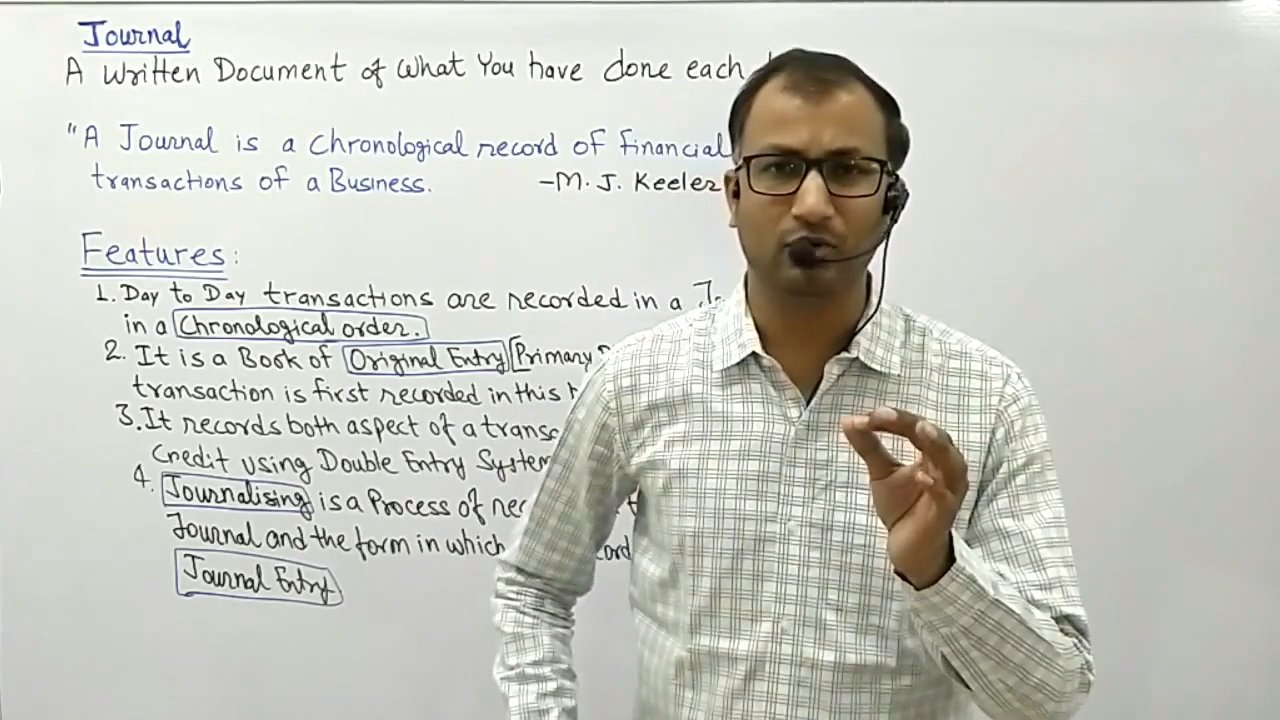 Journal
A Written Document of What You have done each
"A Journal is a Chronological record of Financial
transactions of a Business. -M. J. Keeler
Features:
1. Day to Day transactions are recorded in a
in a Chronological order.
2. It is a Book of Original Entry [Primary
transaction is first recorded in this
3. It records both aspect of a
Credit using Double Entry System
4. Journalising is a Process of
Journal and the form in which
Journal Entry